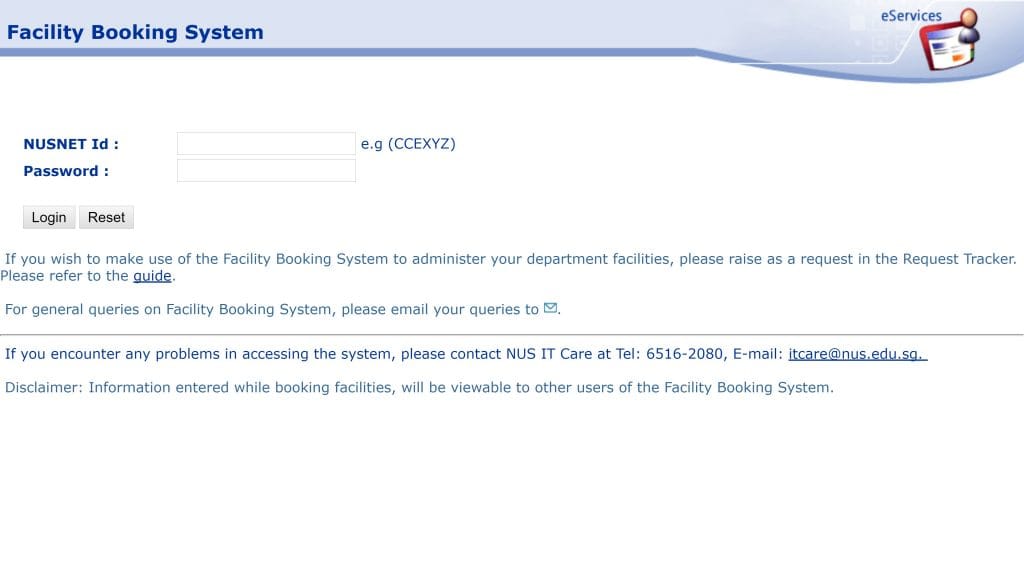 eServices
Facility Booking System
NUSNET Id :
e.g (CCEXYZ)
Password :
Login Reset
If you wish to make use of the Facility Booking System to administer your department facilities, please raise as a request in the Request Tracker.
Please refer to the guide.
For general queries on Facility Booking System, please email your queries to .
If you encounter any problems in accessing the system, please contact NUS IT Care at Tel: 6516-2080, E-mail: itcare@nus.edu.sg.
Disclaimer: Information entered while booking facilities, will be viewable to other users of the Facility Booking System.